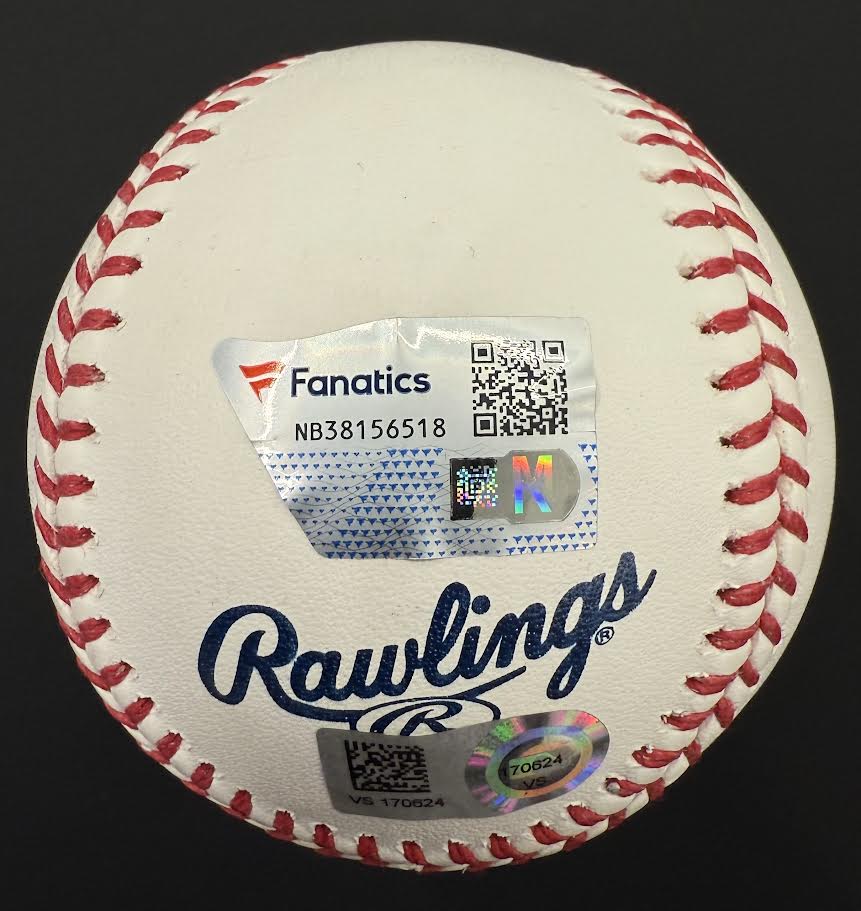 Fanatics
NB38156518
M
Rawlings®
R
VS 170624
170624
VS